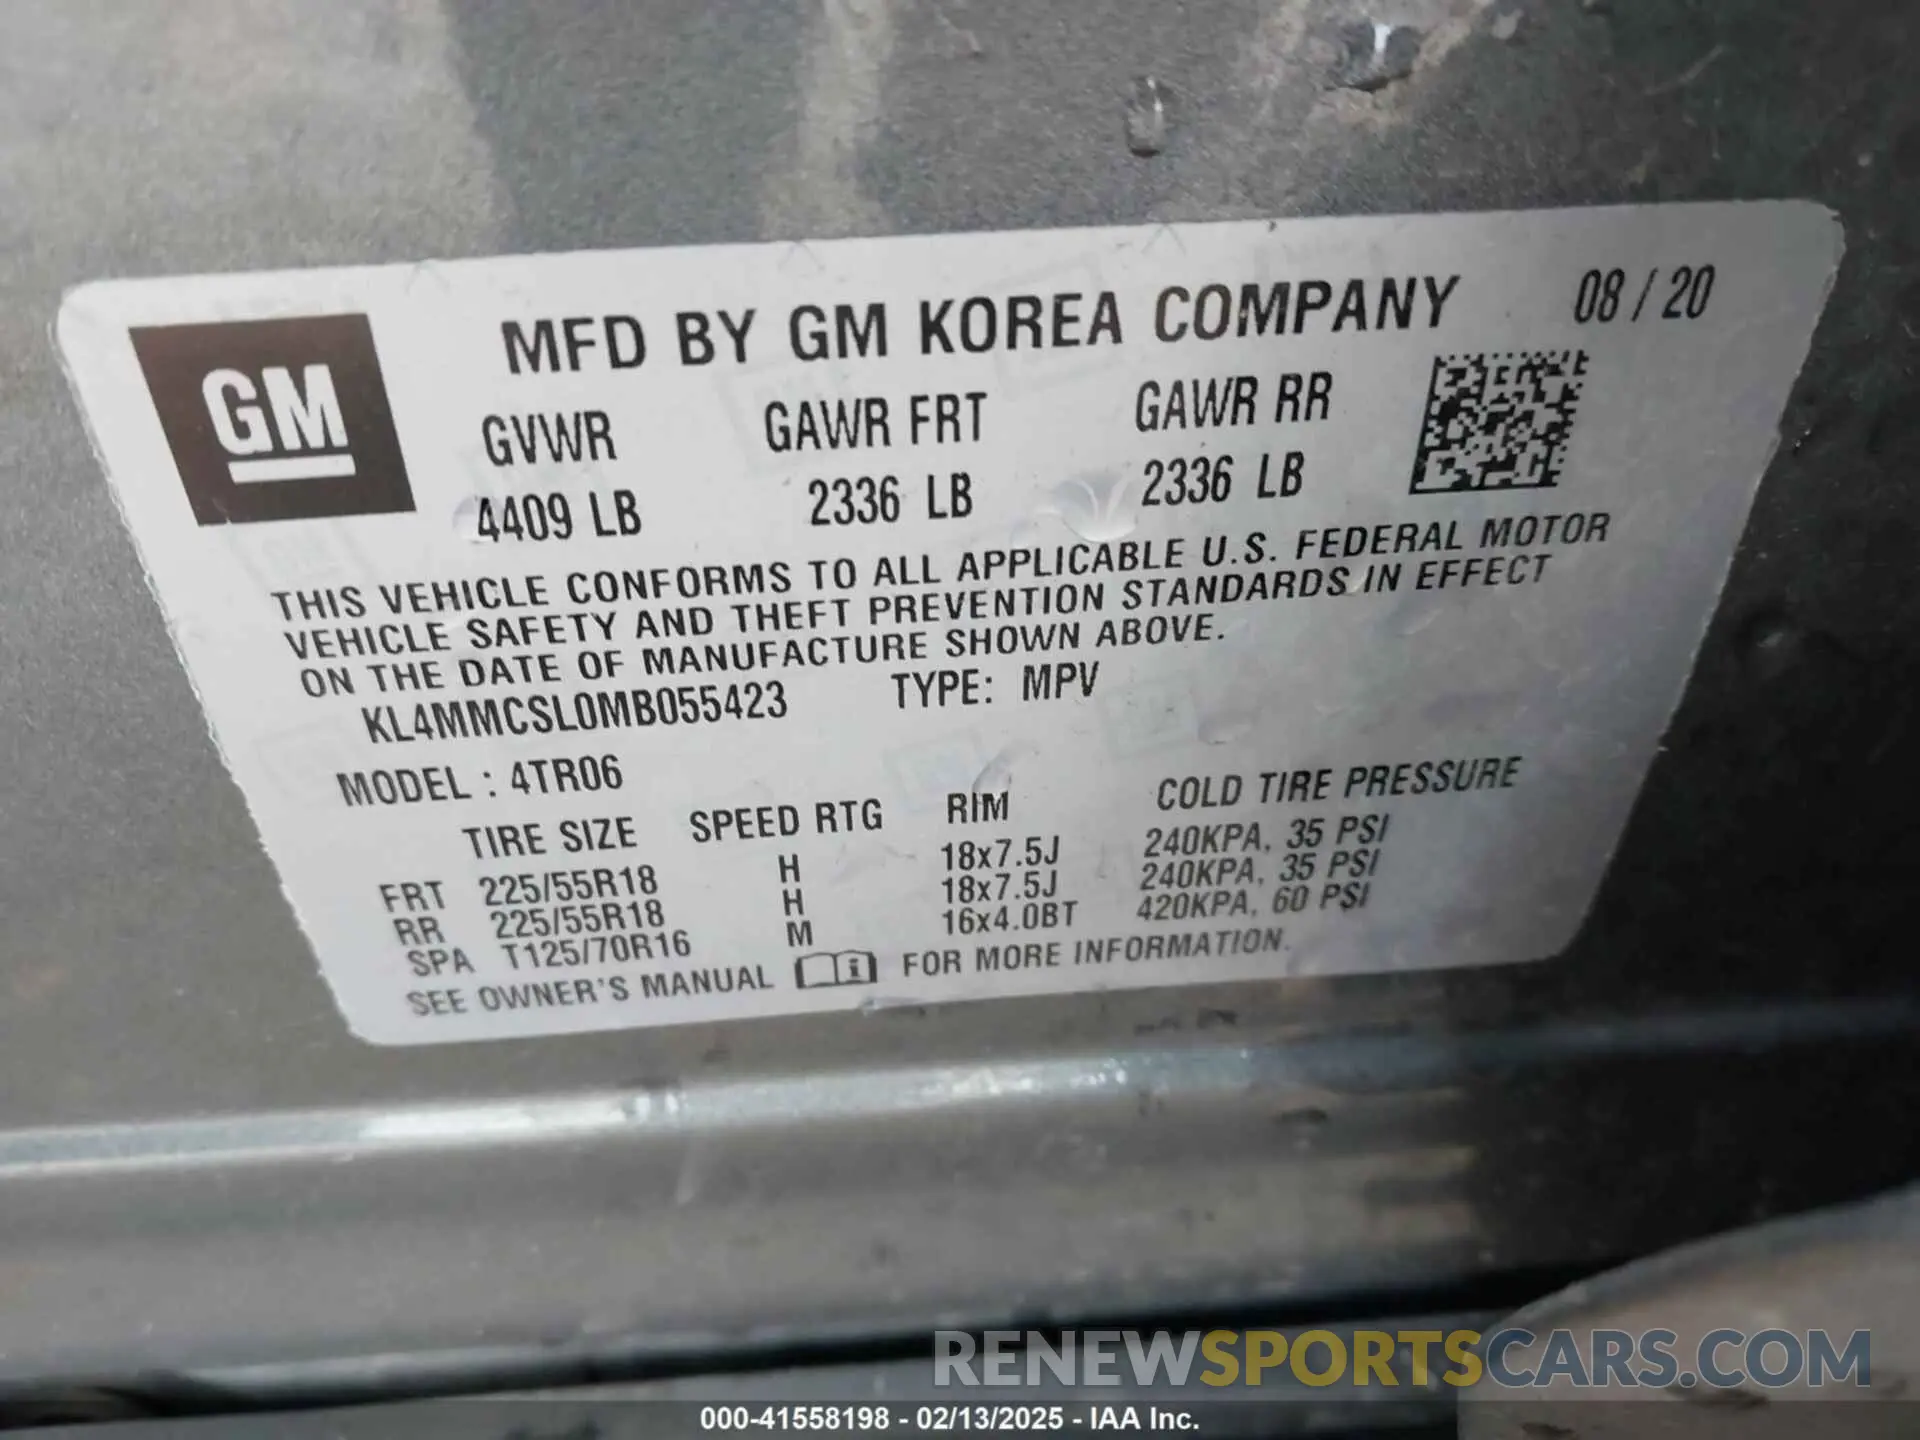 MFD BY GM KOREA COMPANY 08 / 20
GM
GVWR GAWR FRT GAWR RR
4409 LB 2336 LB 2336 LB
THIS VEHICLE CONFORMS TO ALL APPLICABLE U.S. FEDERAL MOTOR
VEHICLE SAFETY AND THEFT PREVENTION STANDARDS IN EFFECT
ON THE DATE OF MANUFACTURE SHOWN ABOVE.
KL4MMCSL0MB055423 TYPE: MPV
MODEL : 4TR06
TIRE SIZE SPEED RTG RIM COLD TIRE PRESSURE
FRT 225/55R18 H 18x7.5J 240KPA, 35 PSI
RR 225/55R18 H 18x7.5J 240KPA, 35 PSI
SPA T125/70R16 M 16x4.0BT 420KPA, 60 PSI
SEE OWNER'S MANUAL i FOR MORE INFORMATION.
RENEWSPORTSCARS.COM
000-41558198 - 02/13/2025 - IAA Inc.